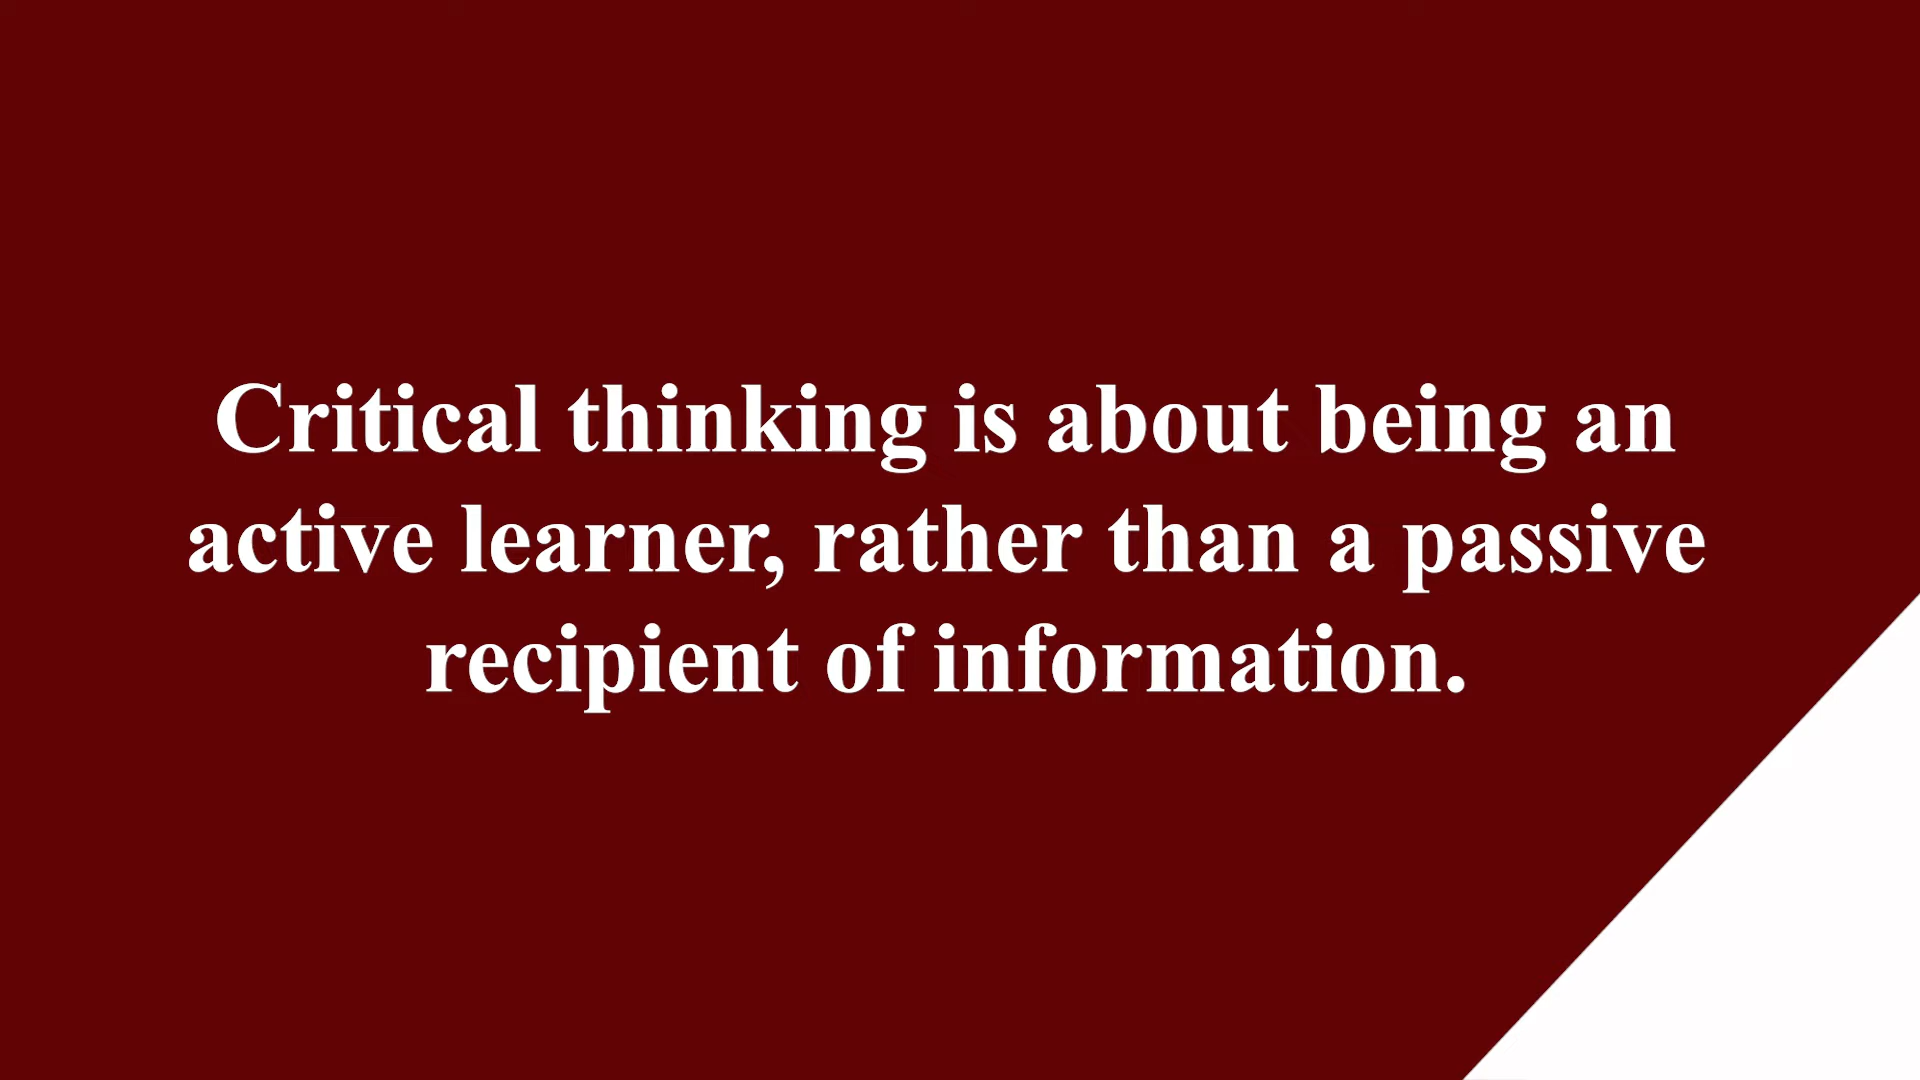 Critical thinking is about being an
active learner, rather than a passive
recipient of information.